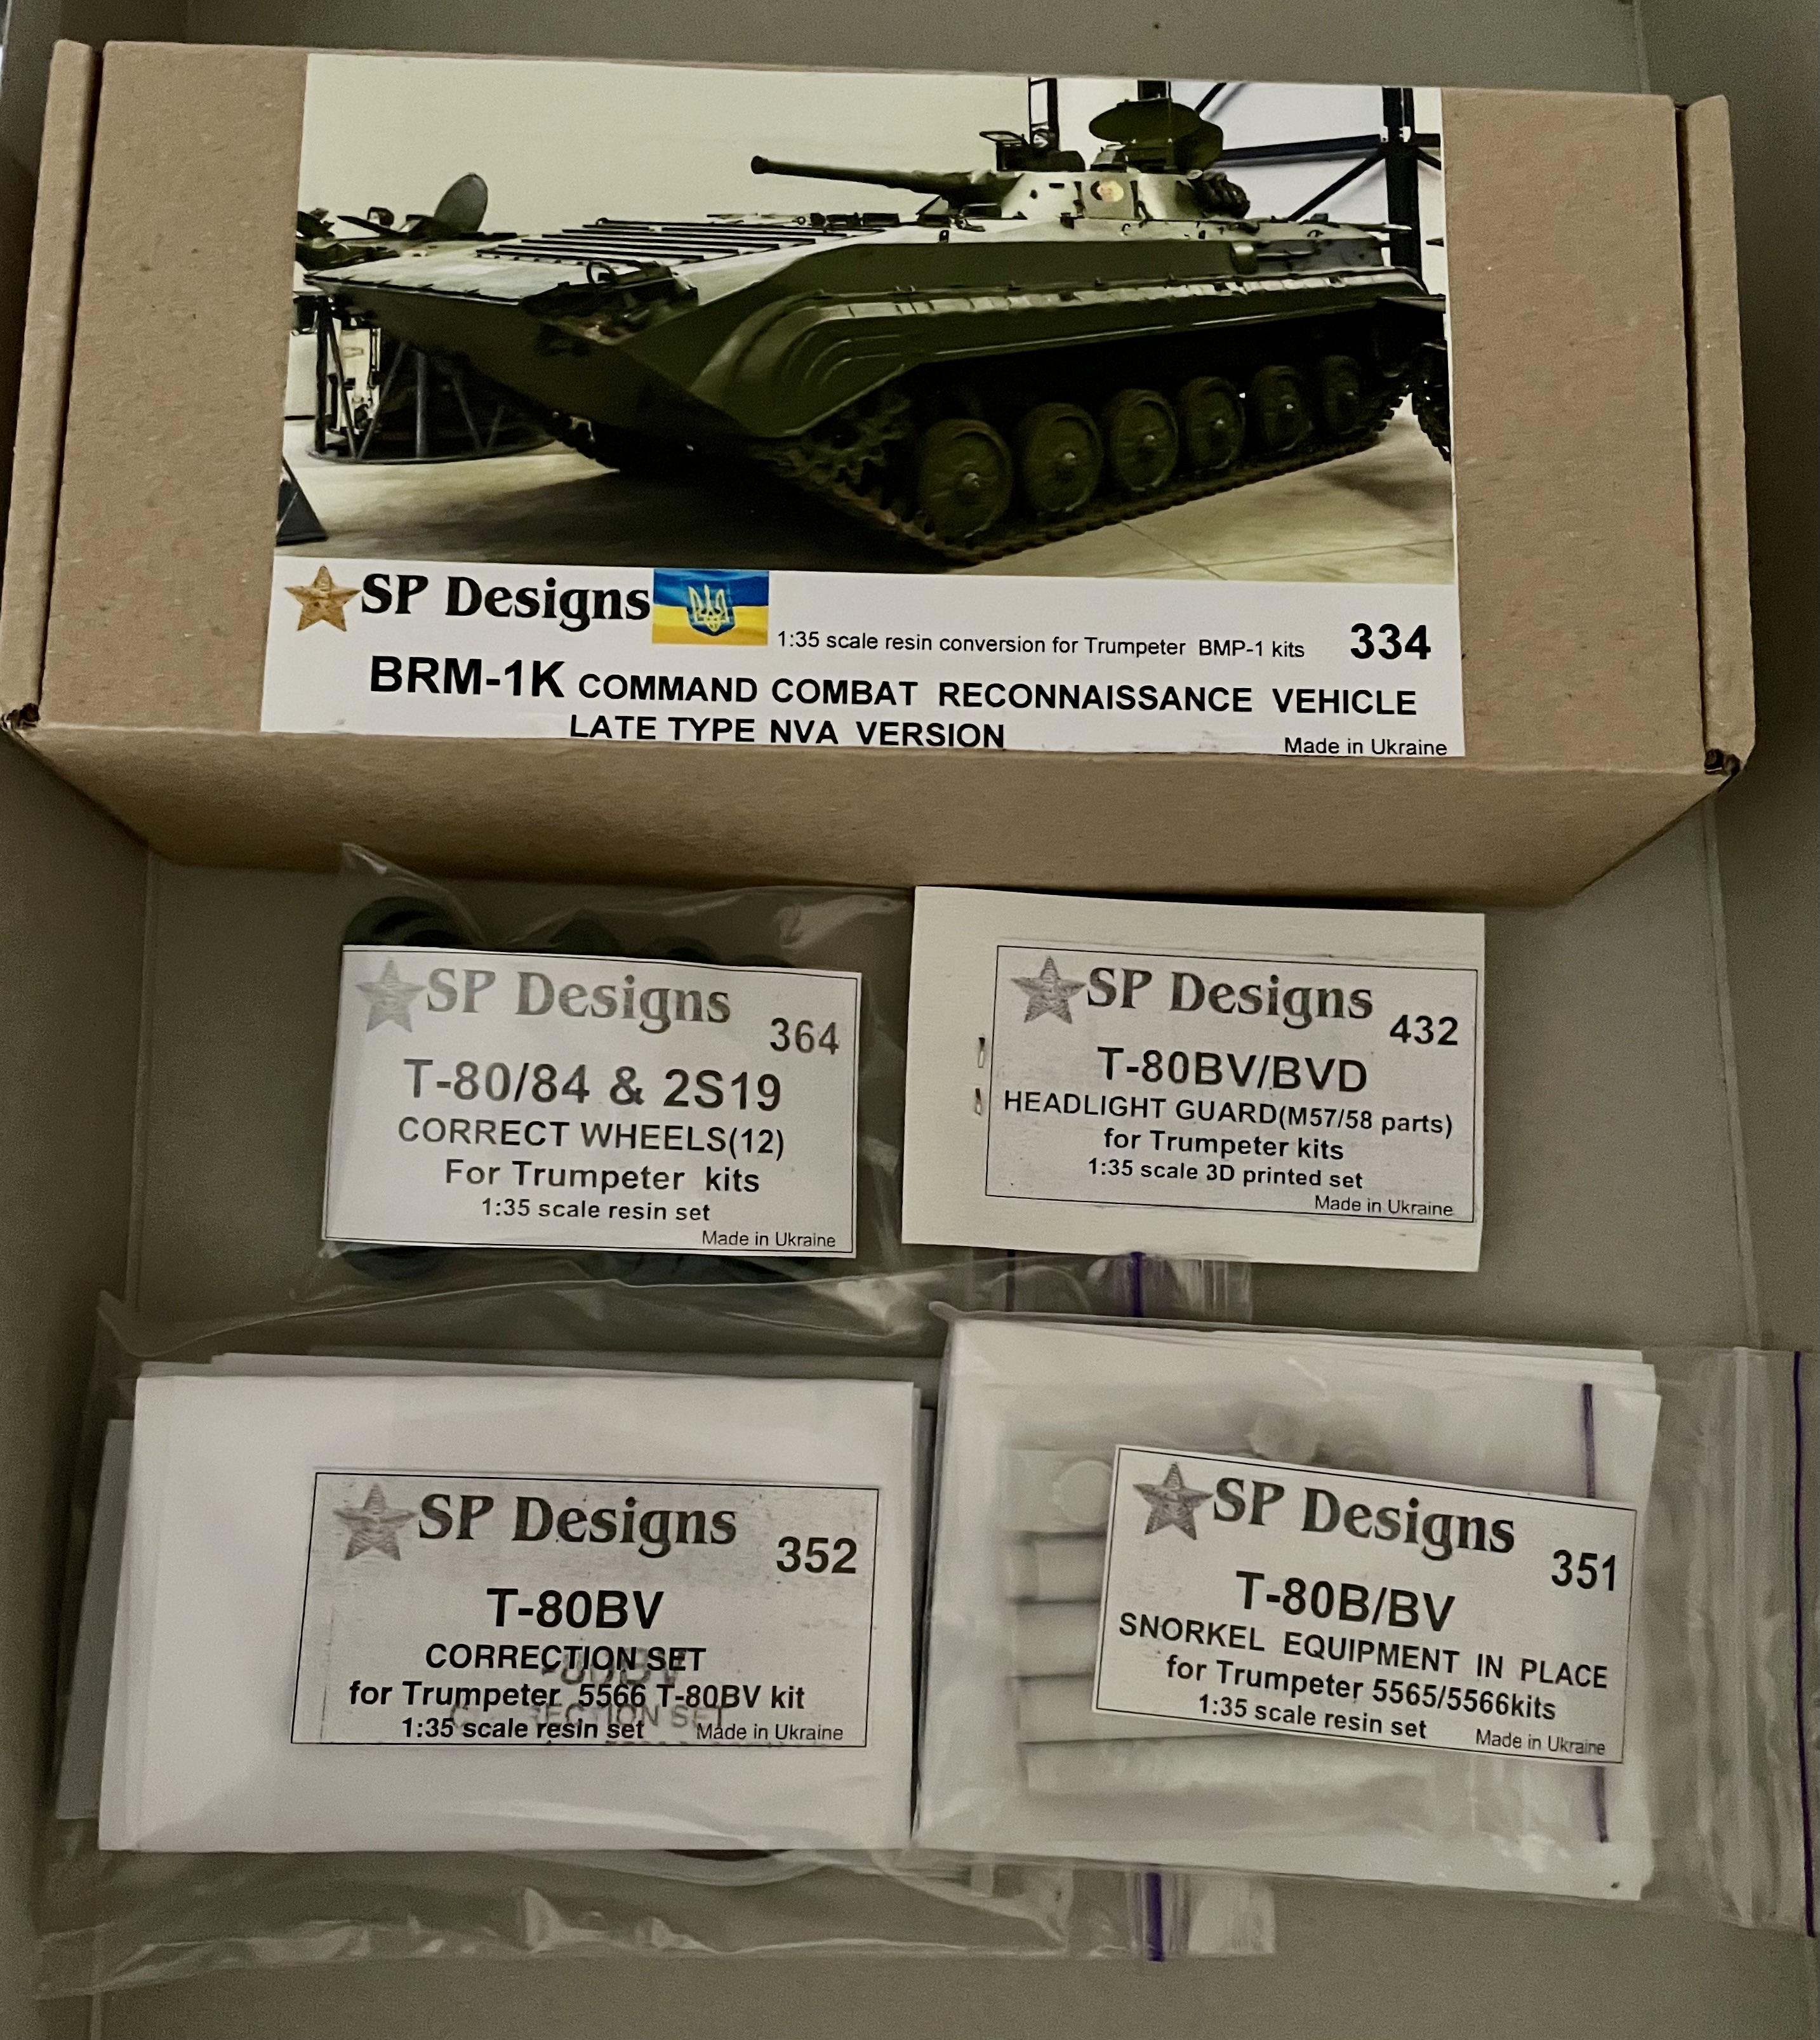 SP Designs
1:35 scale resin conversion for Trumpeter BMP-1 kits 334
BRM-1K COMMAND COMBAT RECONNAISSANCE VEHICLE
LATE TYPE NVA VERSION
Made in Ukraine
SP Designs
364
T-80/84 & 2S19
CORRECT WHEELS(12)
For Trumpeter kits
1:35 scale resin set
Made in Ukraine
SP Designs
432
T-80BV/BVD
HEADLIGHT GUARD(M57/58 parts)
for Trumpeter kits
1:35 scale 3D printed set
Made in Ukraine
SP Designs
352
T-80BV
CORRECTION SET
for Trumpeter 5566 T-80BV kit
1:35 scale resin set Made in Ukraine
SP Designs
351
T-80B/BV
SNORKEL EQUIPMENT IN PLACE
for Trumpeter 5565/5566kits
1:35 scale resin set Made in Ukraine